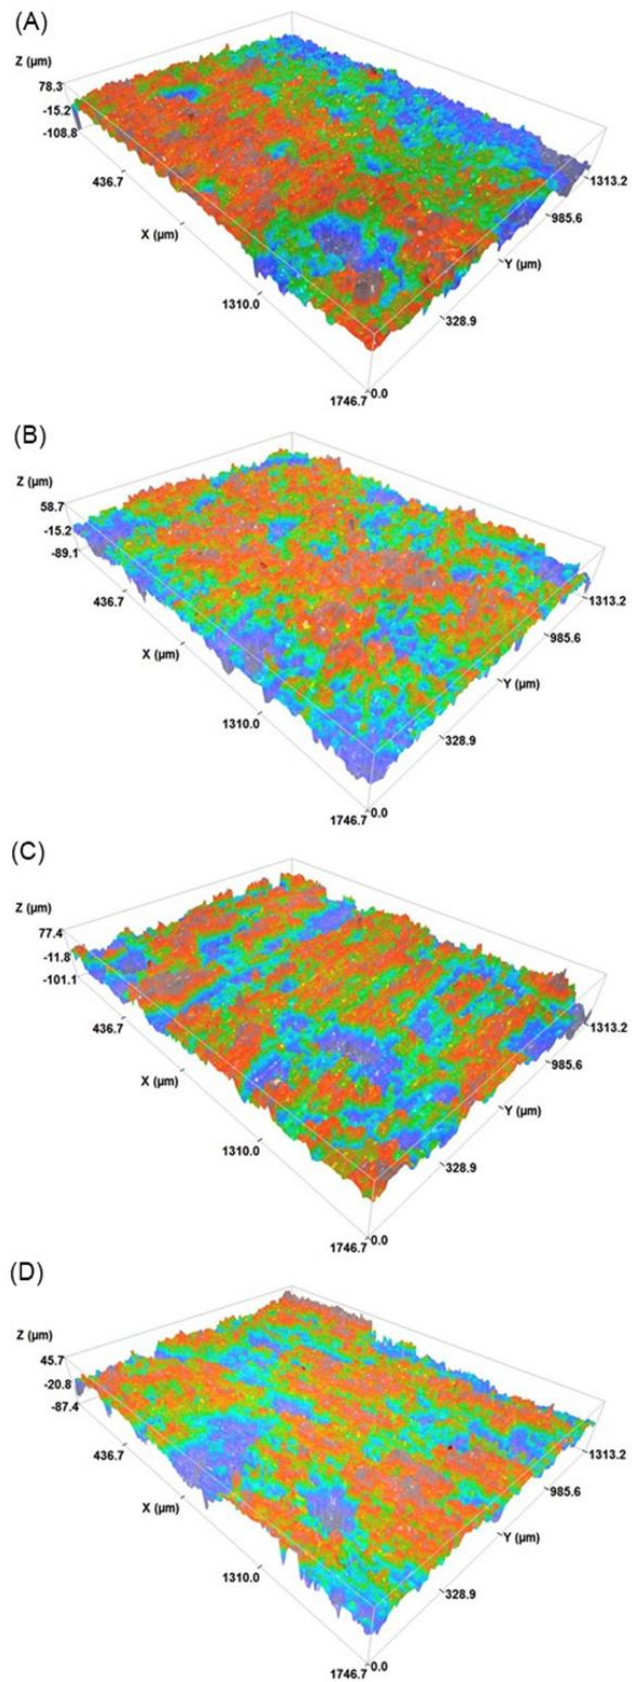 (A)
Z (µm)
78.3
-15.2
-108.8
436.7
X (µm)
1310.0
1746.7
0.0
328.9
Y (µm)
985.6
1313.2
(B)
Z (µm)
58.7
-15.2
-89.1
436.7
X (µm)
1310.0
1746.7
0.0
328.9
Y (µm)
985.6
1313.2
(C)
Z (µm)
77.4
-11.8
-101.1
436.7
X (µm)
1310.0
1746.7
0.0
328.9
Y (µm)
985.6
1313.2
(D)
Z (µm)
45.7
-20.8
-87.4
436.7
X (µm)
1310.0
1746.7
0.0
328.9
Y (µm)
985.6
1313.2